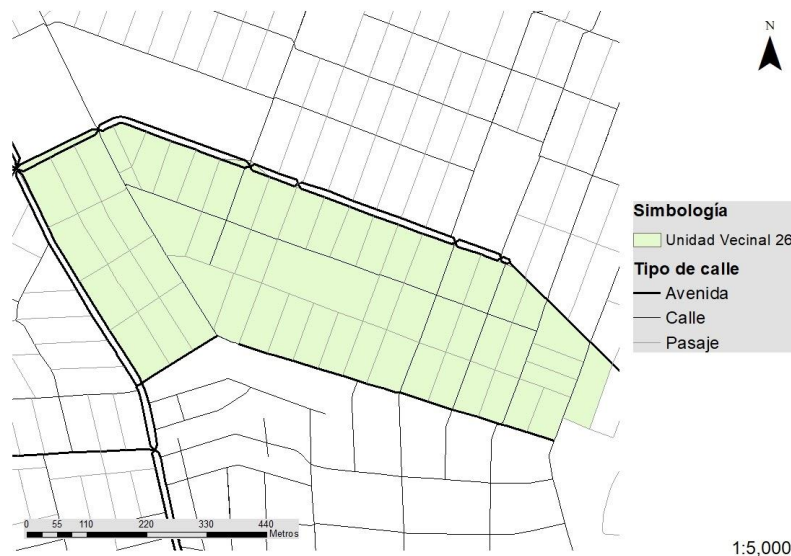 N
Simbología
Unidad Vecinal 26
Tipo de calle
Avenida
Calle
Pasaje
0 55 110 220 330 440
Metros
1:5,000